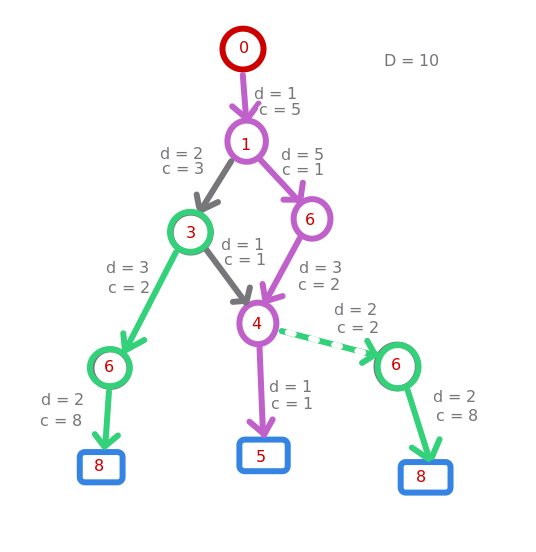 0
D = 10
d = 1
c = 5
1
d = 2
c = 3
d = 5
c = 1
3
6
d = 1
c = 1
d = 3
c = 2
d = 3
c = 2
4
d = 2
c = 2
6
6
d = 1
c = 1
d = 2
c = 8
d = 2
c = 8
8
5
8